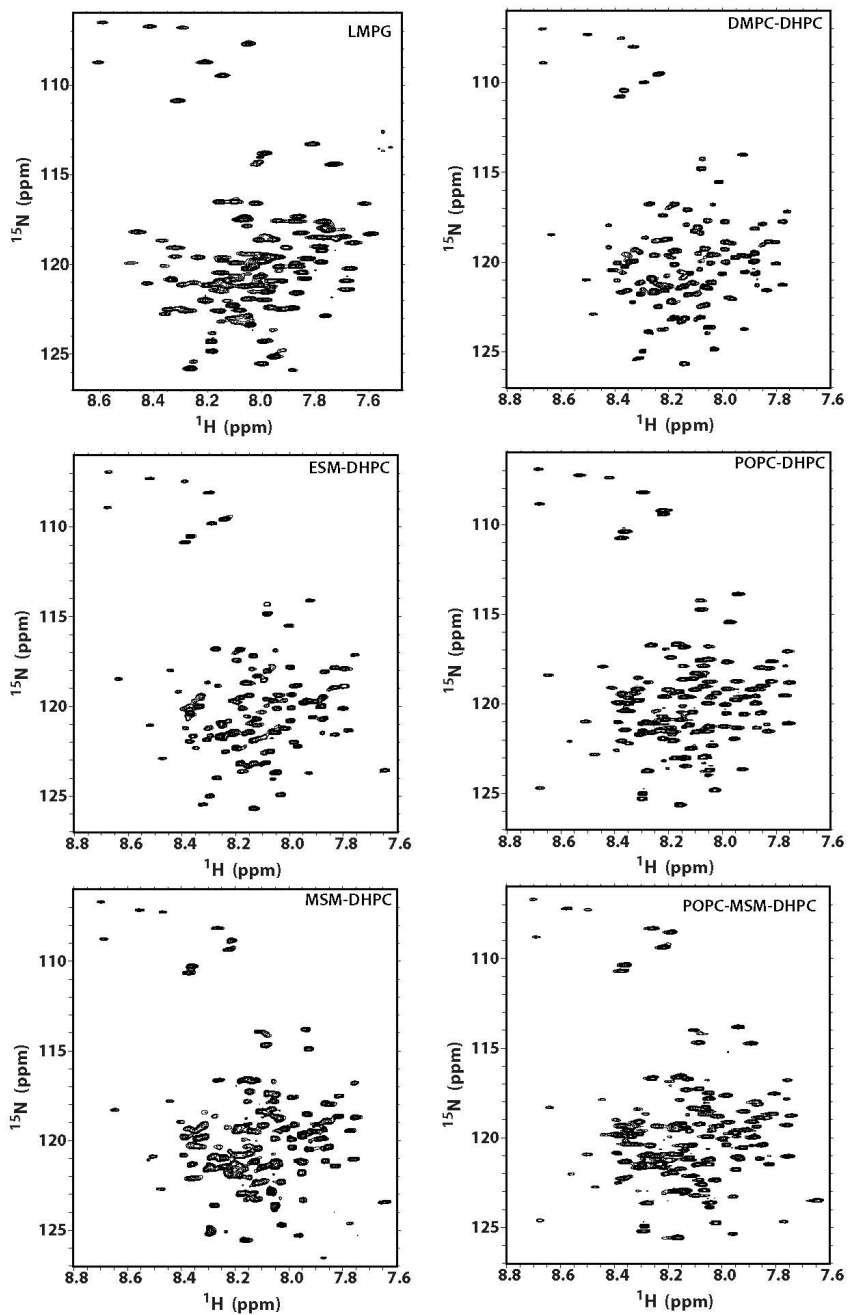 LMPG
110
115
120
125
15N (ppm)
8.6 8.4 8.2 8.0 7.8 7.6
1H (ppm)
DMPC-DHPC
110
115
120
125
15N (ppm)
8.8 8.6 8.4 8.2 8.0 7.8 7.6
1H (ppm)
ESM-DHPC
110
115
120
125
15N (ppm)
8.8 8.6 8.4 8.2 8.0 7.8 7.6
1H (ppm)
POPC-DHPC
110
115
120
125
15N (ppm)
8.8 8.6 8.4 8.2 8.0 7.8 7.6
1H (ppm)
MSM-DHPC
110
115
120
125
15N (ppm)
8.8 8.6 8.4 8.2 8.0 7.8 7.6
1H (ppm)
POPC-MSM-DHPC
110
115
120
125
15N (ppm)
8.8 8.6 8.4 8.2 8.0 7.8 7.6
1H (ppm)